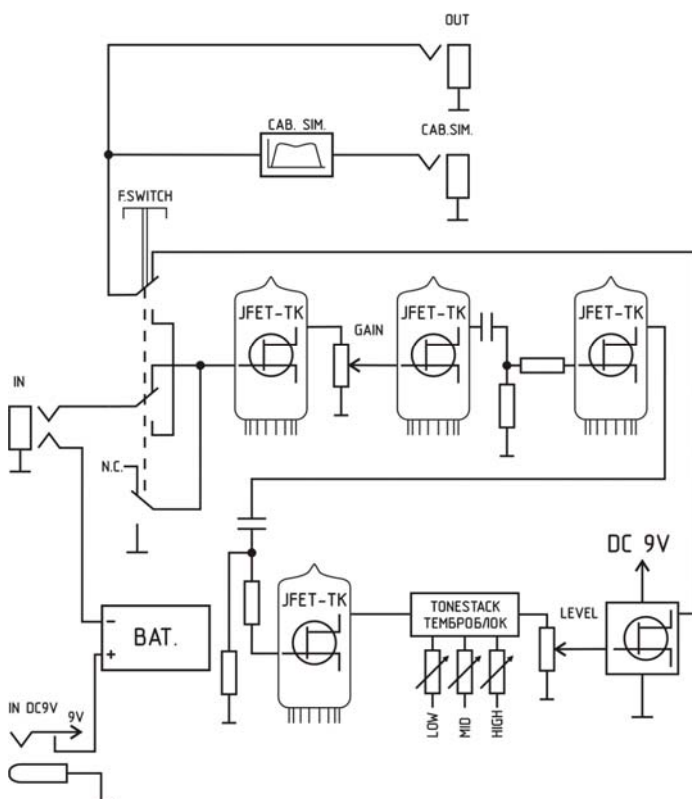 OUT
CAB. SIM.
CAB.SIM.
F.SWITCH
JFET-TK
JFET-TK
JFET-TK
GAIN
IN
N.C.
DC 9V
JFET-TK
TONESTACK
ТЕМБРОБЛОК
LEVEL
BAT.
LOW
MID
HIGH
IN DC9V
9V